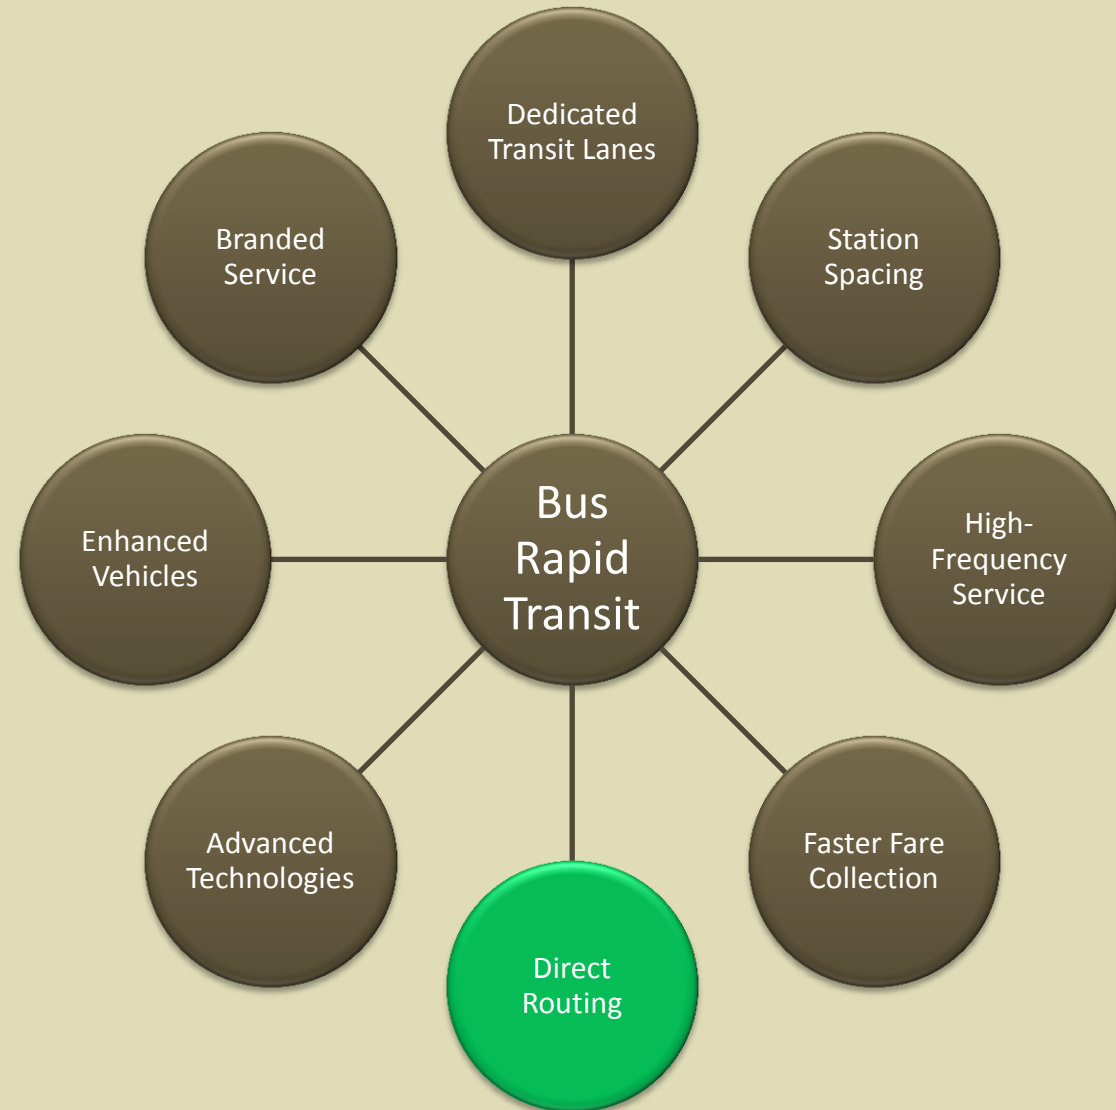 Dedicated
Transit Lanes
Station
Spacing
High-
Frequency
Service
Faster Fare
Collection
Direct
Routing
Advanced
Technologies
Enhanced
Vehicles
Branded
Service
Bus
Rapid
Transit